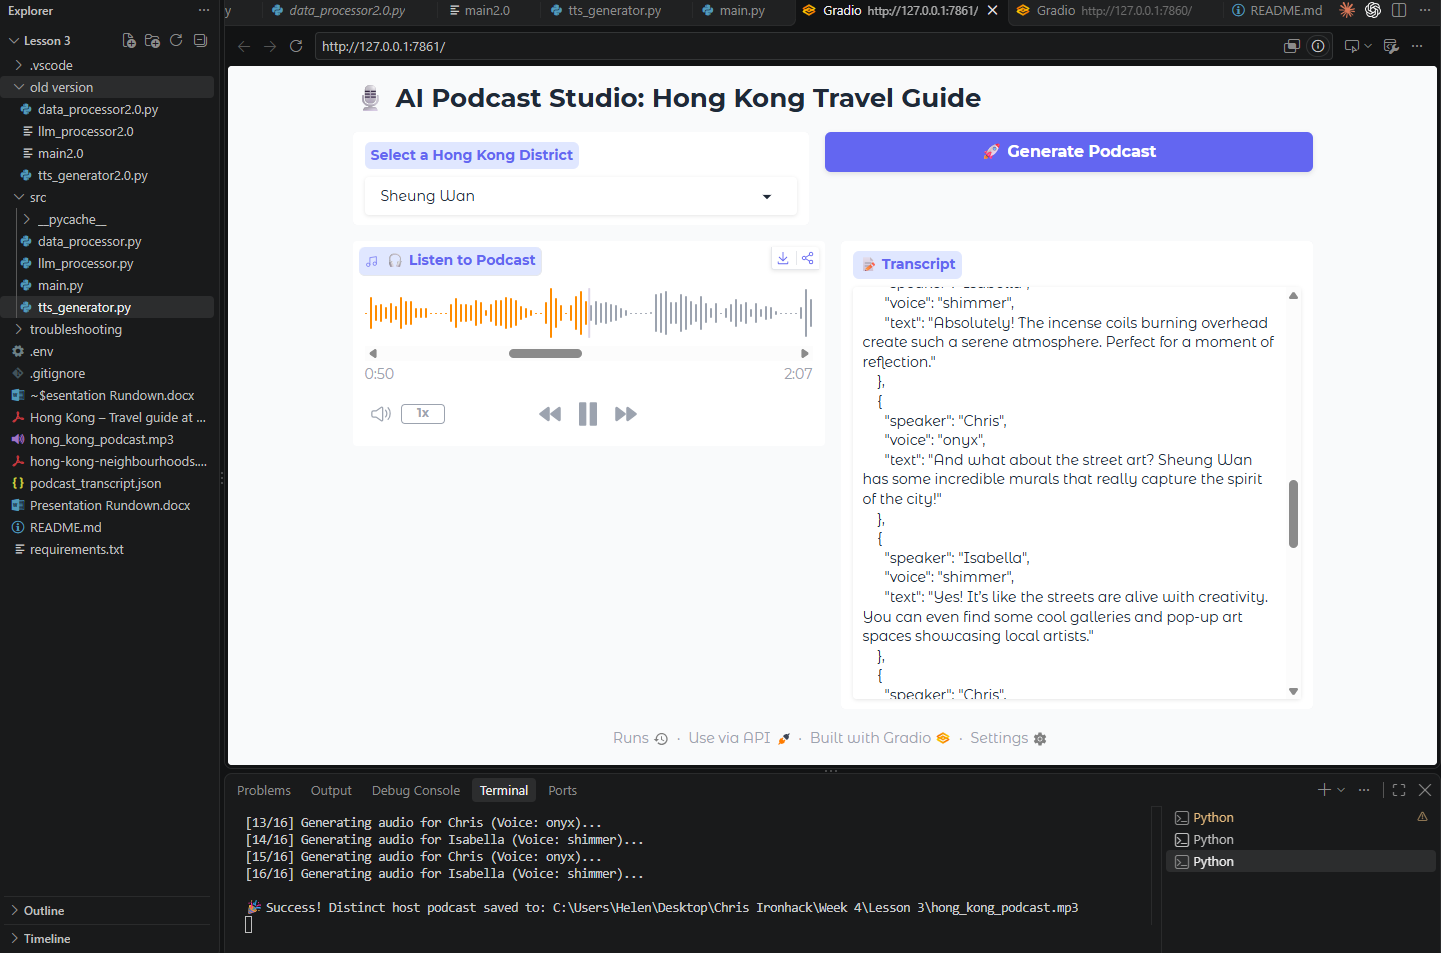 Explorer
Lesson 3
.vscode
old version
data_processor2.0.py
llm_processor2.0
main2.0
tts_generator2.0.py
src
__pycache__
data_processor.py
llm_processor.py
main.py
tts_generator.py
troubleshooting
.env
.gitignore
~$esentation Rundown.docx
Hong Kong – Travel guide at ...
hong_kong_podcast.mp3
hong-kong-neighbourhoods....
podcast_transcript.json
Presentation Rundown.docx
README.md
requirements.txt
Outline
Timeline
y data_processor2.0.py main2.0 tts_generator.py main.py Gradio http://127.0.0.1:7861/ Gradio http://127.0.0.1:7860/ README.md
http://127.0.0.1:7861/
AI Podcast Studio: Hong Kong Travel Guide
Select a Hong Kong District
Sheung Wan
Generate Podcast
Listen to Podcast
0:50 2:07
1x
Transcript
"speaker": "Isabella",
"voice": "shimmer",
"text": "Absolutely! The incense coils burning overhead
create such a serene atmosphere. Perfect for a moment of
reflection."
},
{
"speaker": "Chris",
"voice": "onyx",
"text": "And what about the street art? Sheung Wan
has some incredible murals that really capture the spirit
of the city!"
},
{
"speaker": "Isabella",
"voice": "shimmer",
"text": "Yes! It's like the streets are alive with creativity.
You can even find some cool galleries and pop-up art
spaces showcasing local artists."
},
{
"speaker": "Chris",
Runs · Use via API · Built with Gradio · Settings
Problems Output Debug Console Terminal Ports
[13/16] Generating audio for Chris (Voice: onyx)...
[14/16] Generating audio for Isabella (Voice: shimmer)...
[15/16] Generating audio for Chris (Voice: onyx)...
[16/16] Generating audio for Isabella (Voice: shimmer)...
Success! Distinct host podcast saved to: C:\Users\Helen\Desktop\Chris Ironhack\Week 4\Lesson 3\hong_kong_podcast.mp3
Python
Python
Python